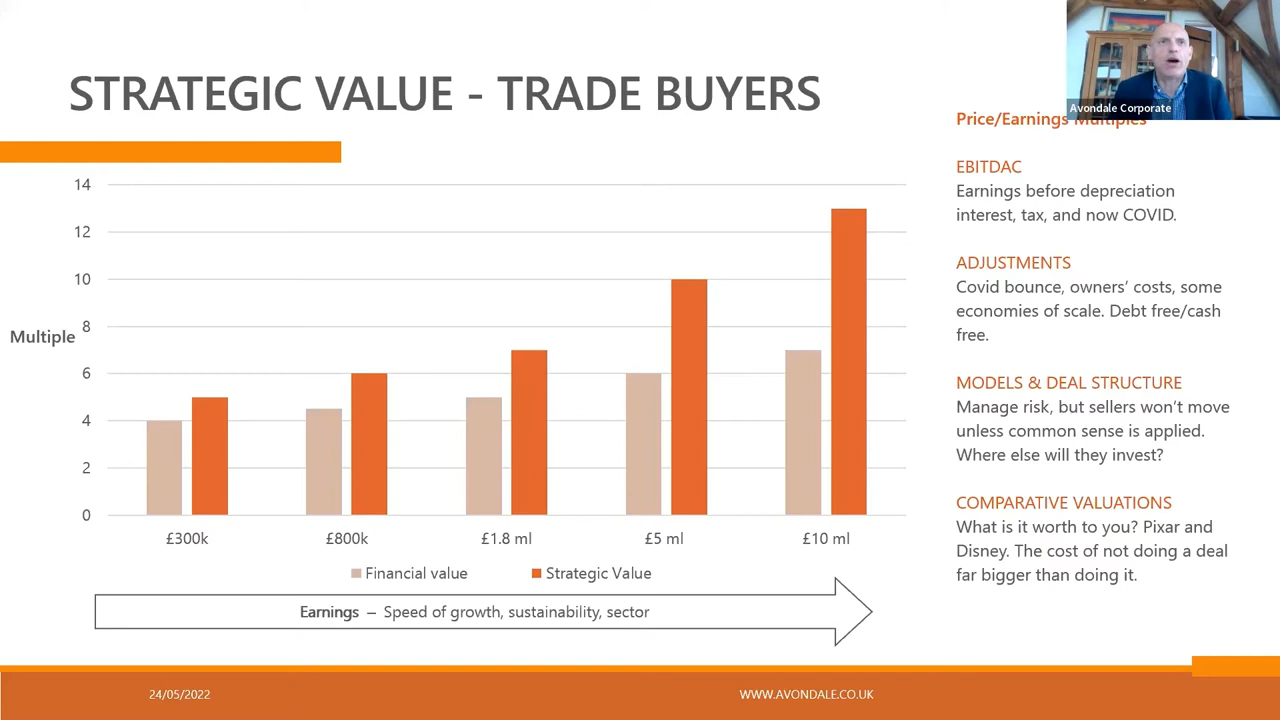 STRATEGIC VALUE - TRADE BUYERS
Avondale Corporate
Price/Earnings Multiples
EBITDAC
Earnings before depreciation
interest, tax, and now COVID.
ADJUSTMENTS
Covid bounce, owners' costs, some
economies of scale. Debt free/cash
free.
MODELS & DEAL STRUCTURE
Manage risk, but sellers won't move
unless common sense is applied.
Where else will they invest?
COMPARATIVE VALUATIONS
What is it worth to you? Pixar and
Disney. The cost of not doing a deal
far bigger than doing it.
14
12
10
Multiple 8
6
4
2
0
£300k £800k £1.8 ml £5 ml £10 ml
Financial value Strategic Value
Earnings – Speed of growth, sustainability, sector
24/05/2022 WWW.AVONDALE.CO.UK